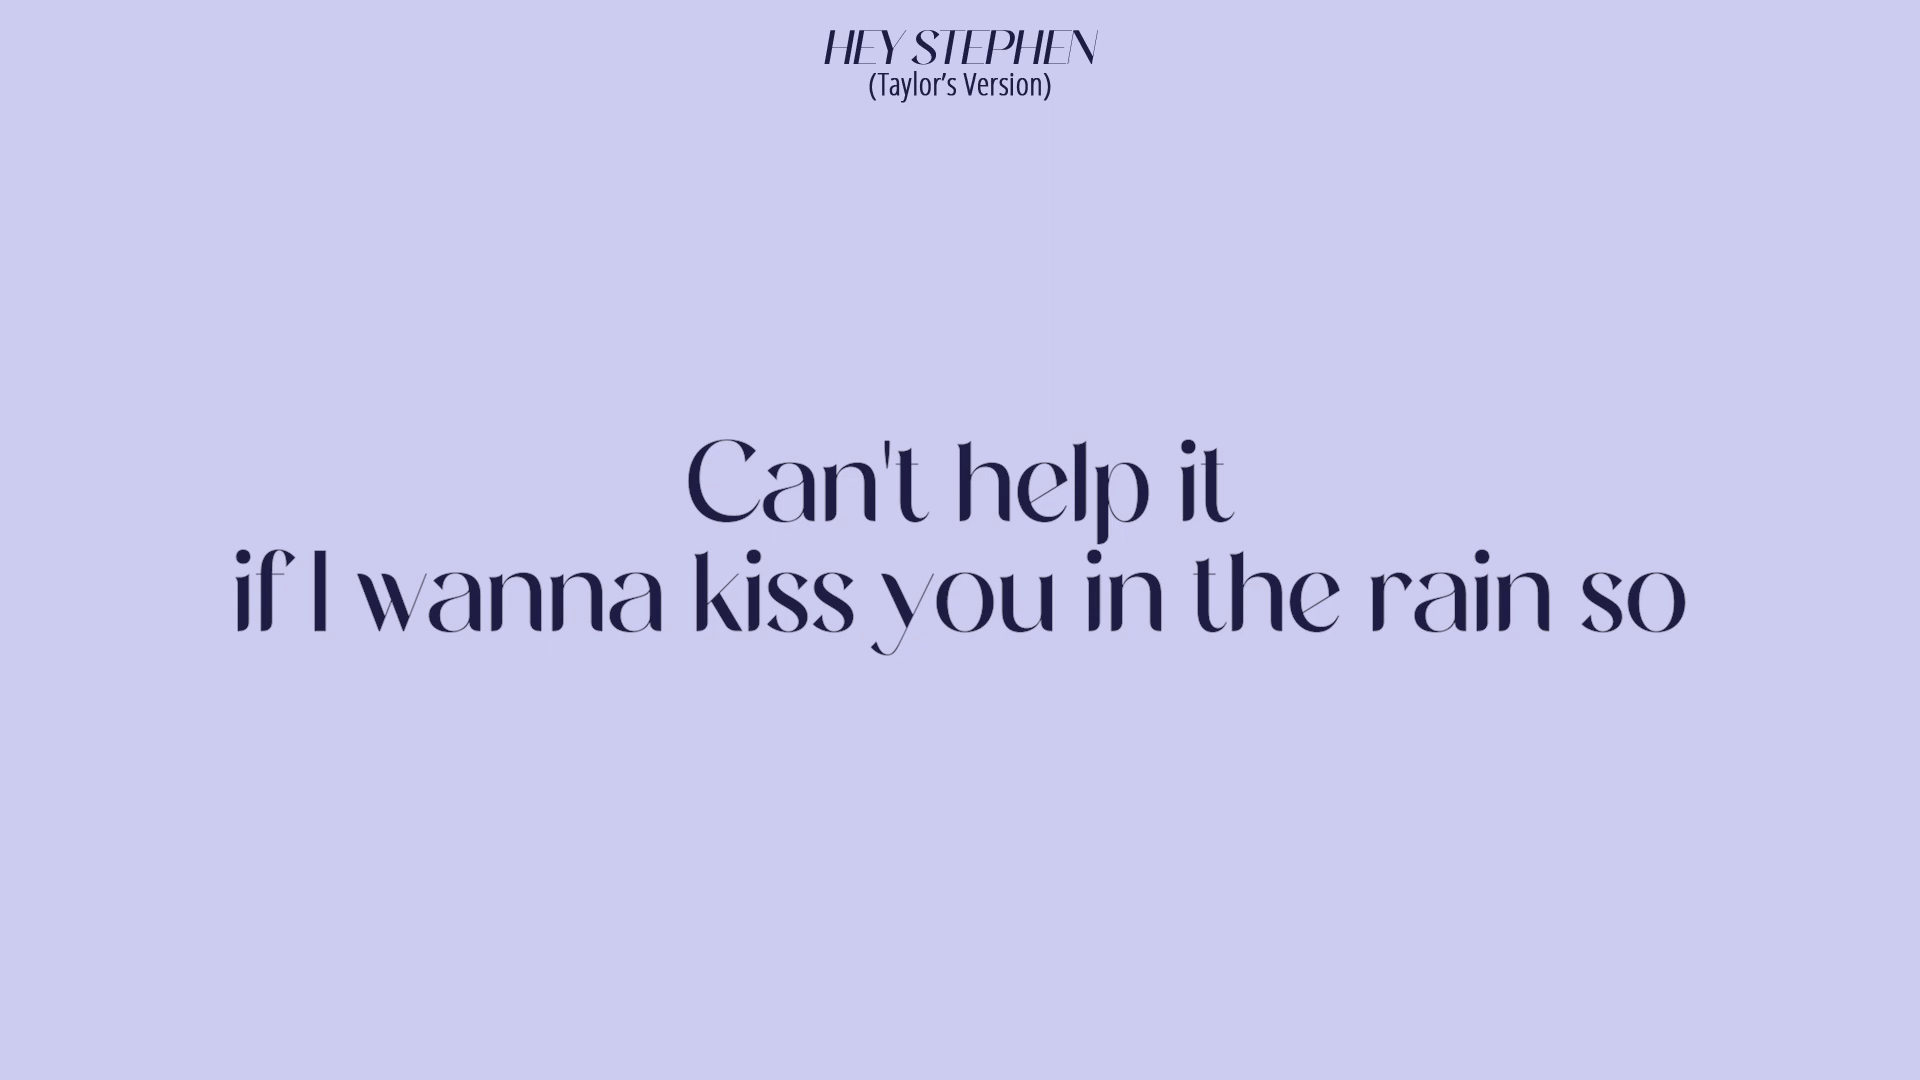 HEY STEPHEN
(Taylor’s Version)
Can't help it
if I wanna kiss you in the rain so